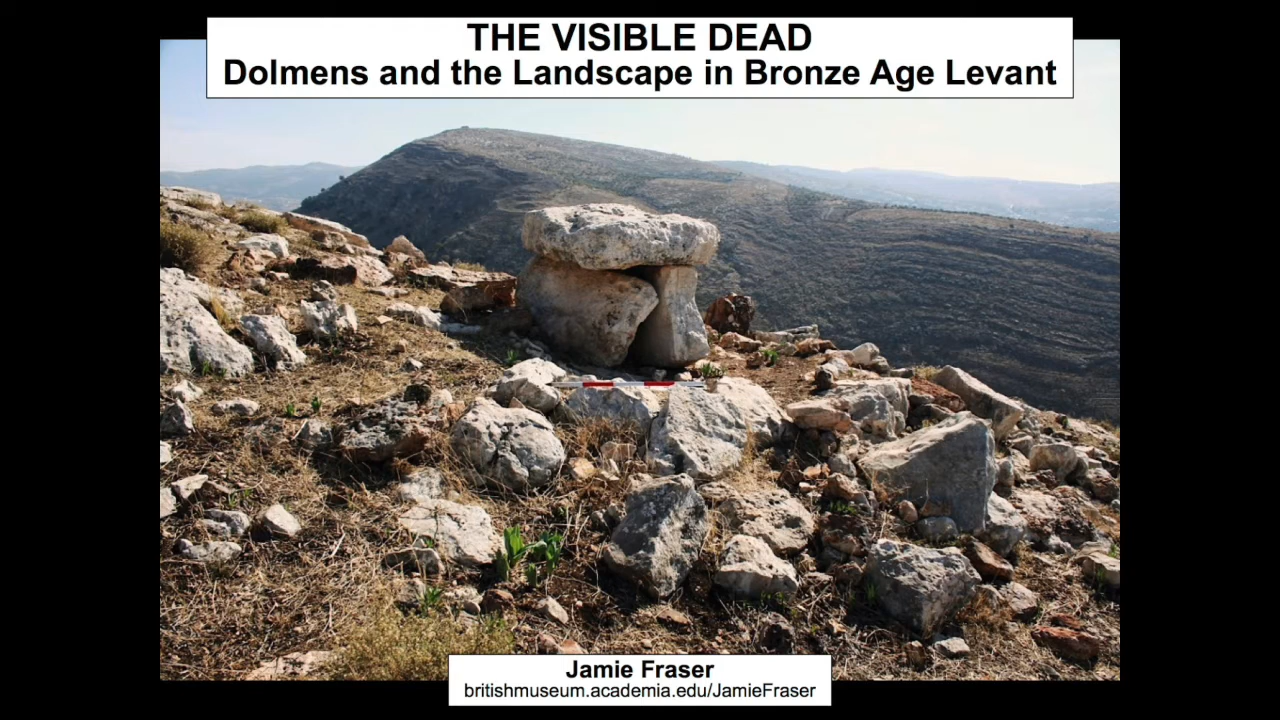 THE VISIBLE DEAD
Dolmens and the Landscape in Bronze Age Levant
Jamie Fraser
britishmuseum.academia.edu/JamieFraser